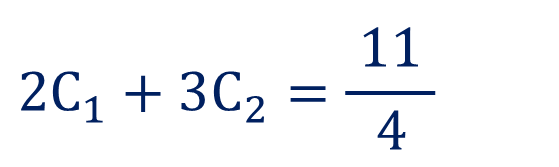 2C₁ + 3C₂ = 11/4